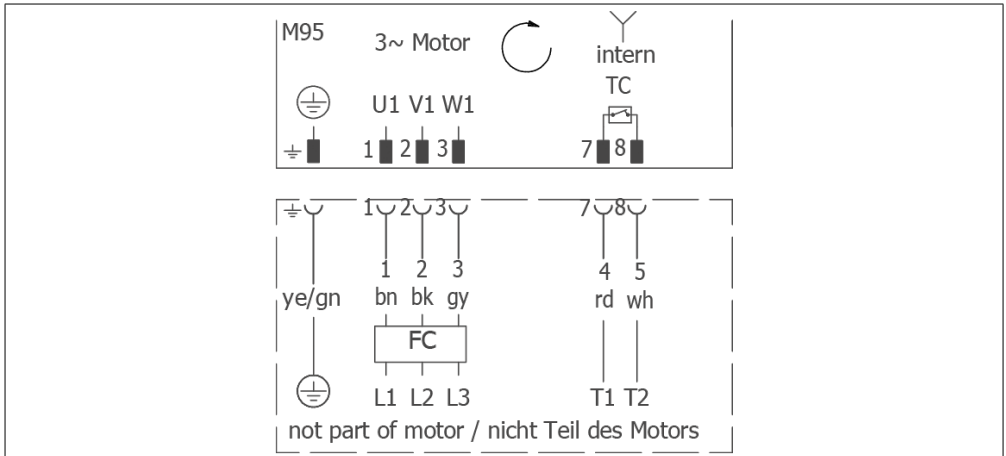 M95
3~ Motor
intern
TC
U1 V1 W1
1 2 3 7 8
1 2 3 7 8
1 2 3 4 5
ye/gn bn bk gy rd wh
FC
L1 L2 L3 T1 T2
not part of motor / nicht Teil des Motors